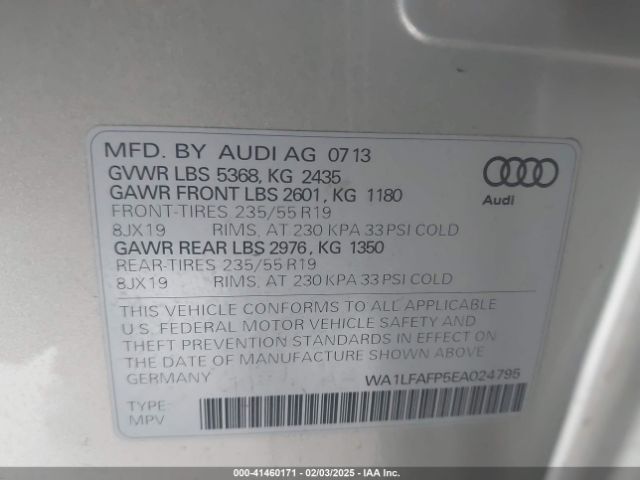 MFD. BY AUDI AG 0713
GVWR LBS 5368, KG 2435
GAWR FRONT LBS 2601, KG 1180
FRONT-TIRES 235/55 R19
8JX19 RIMS, AT 230 KPA 33 PSI COLD
GAWR REAR LBS 2976, KG 1350
REAR-TIRES 235/55 R19
8JX19 RIMS, AT 230 KPA 33 PSI COLD
Audi
THIS VEHICLE CONFORMS TO ALL APPLICABLE
U.S. FEDERAL MOTOR VEHICLE SAFETY AND
THEFT PREVENTION STANDARDS IN EFFECT ON
THE DATE OF MANUFACTURE SHOWN ABOVE.
GERMANY
WA1LFAFP5EA024795
TYPE:
MPV
000-41460171 - 02/03/2025 - IAA Inc.